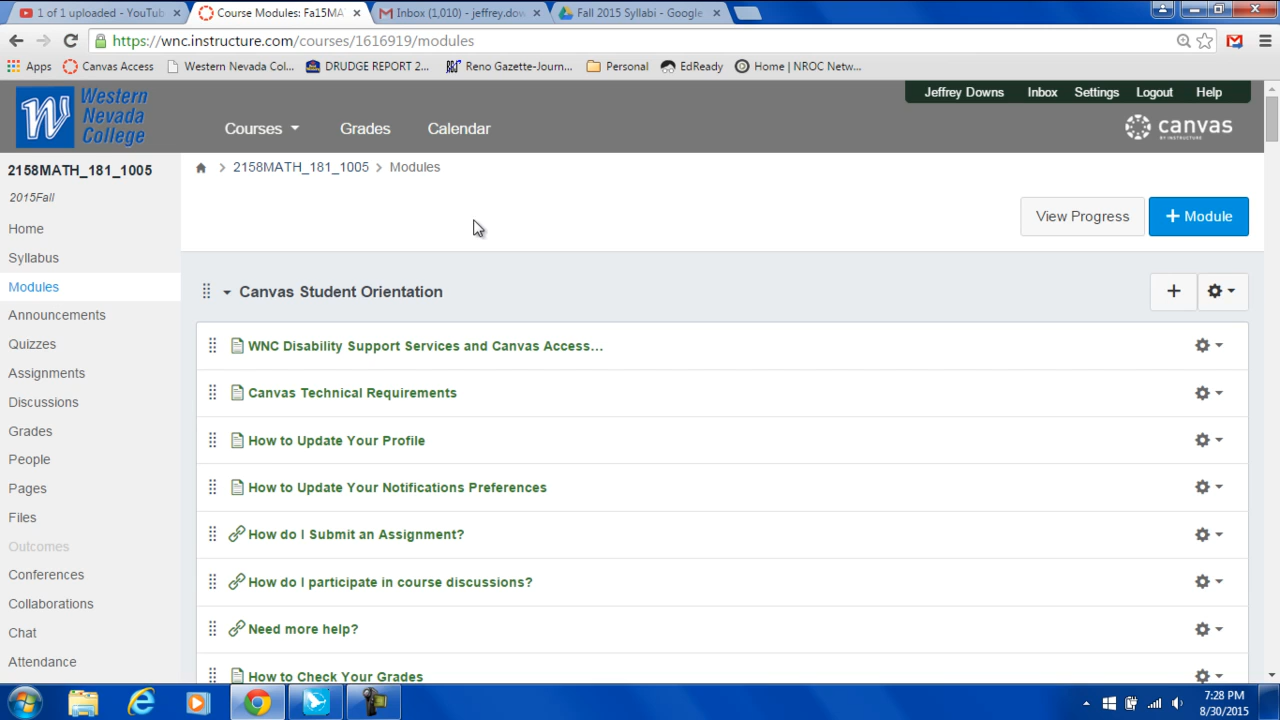 1 of 1 uploaded - YouTub
Course Modules: Fa15MA
Inbox (1,010) - jeffrey.dow
Fall 2015 Syllabi - Google
https://wnc.instructure.com/courses/1616919/modules
Apps
Canvas Access
Western Nevada Col...
DRUDGE REPORT 2...
Reno Gazette-Journ...
Personal
EdReady
Home | NROC Netw...
Jeffrey Downs
Inbox
Settings
Logout
Help
W
Western
Nevada
College
Courses
Grades
Calendar
canvas
BY INSTRUCTURE
2158MATH_181_1005
2015Fall
Home
Syllabus
Modules
Announcements
Quizzes
Assignments
Discussions
Grades
People
Pages
Files
Outcomes
Conferences
Collaborations
Chat
Attendance
2158MATH_181_1005 > Modules
View Progress
+ Module
Canvas Student Orientation
WNC Disability Support Services and Canvas Access...
Canvas Technical Requirements
How to Update Your Profile
How to Update Your Notifications Preferences
How do I Submit an Assignment?
How do I participate in course discussions?
Need more help?
How to Check Your Grades
7:28 PM
8/30/2015